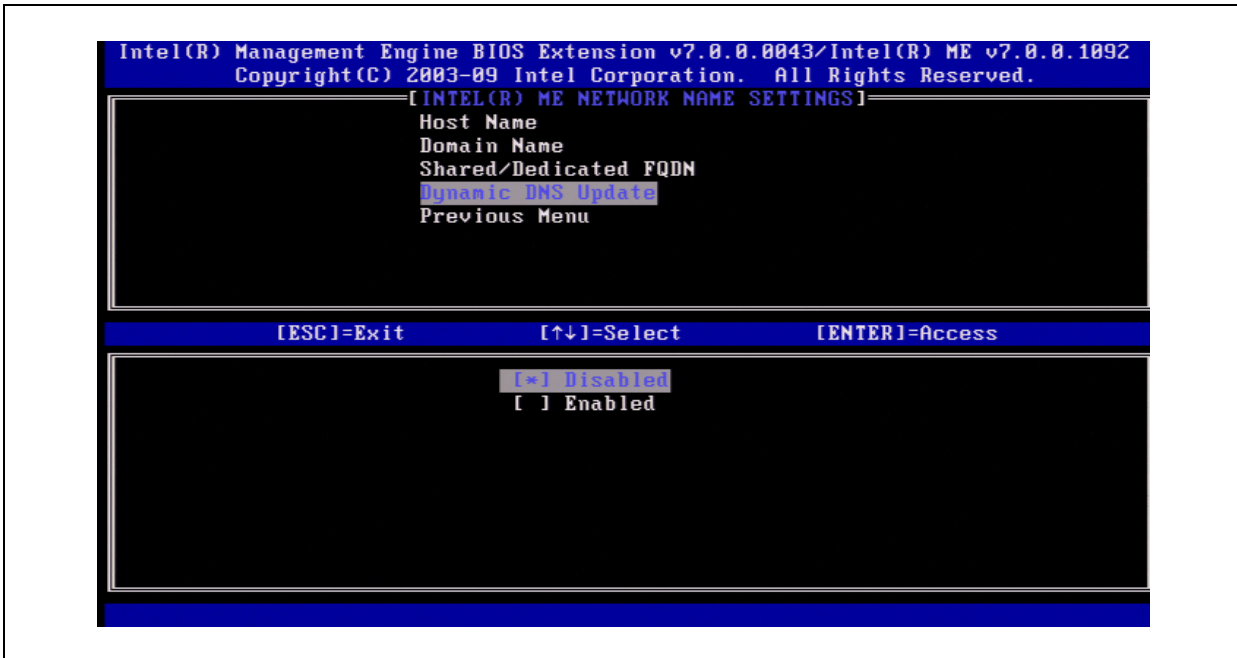 Intel(R) Management Engine BIOS Extension v7.0.0.0043/Intel(R) ME v7.0.0.1092
Copyright(C) 2003-09 Intel Corporation. All Rights Reserved.
[INTEL(R) ME NETWORK NAME SETTINGS]
Host Name
Domain Name
Shared/Dedicated FQDN
Dynamic DNS Update
Previous Menu
[ESC]=Exit [↑↓]=Select [ENTER]=Access
[*] Disabled
[ ] Enabled